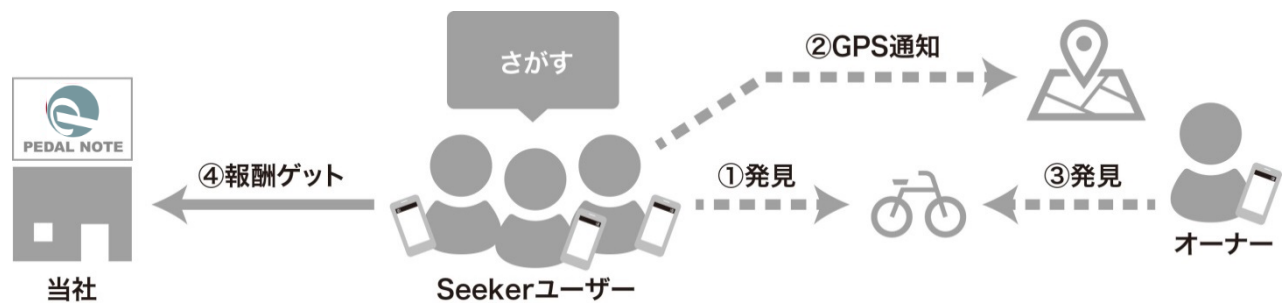 さがす
②GPS通知
PEDAL NOTE
④報酬ゲット
①発見
③発見
オーナー
当社
Seekerユーザー